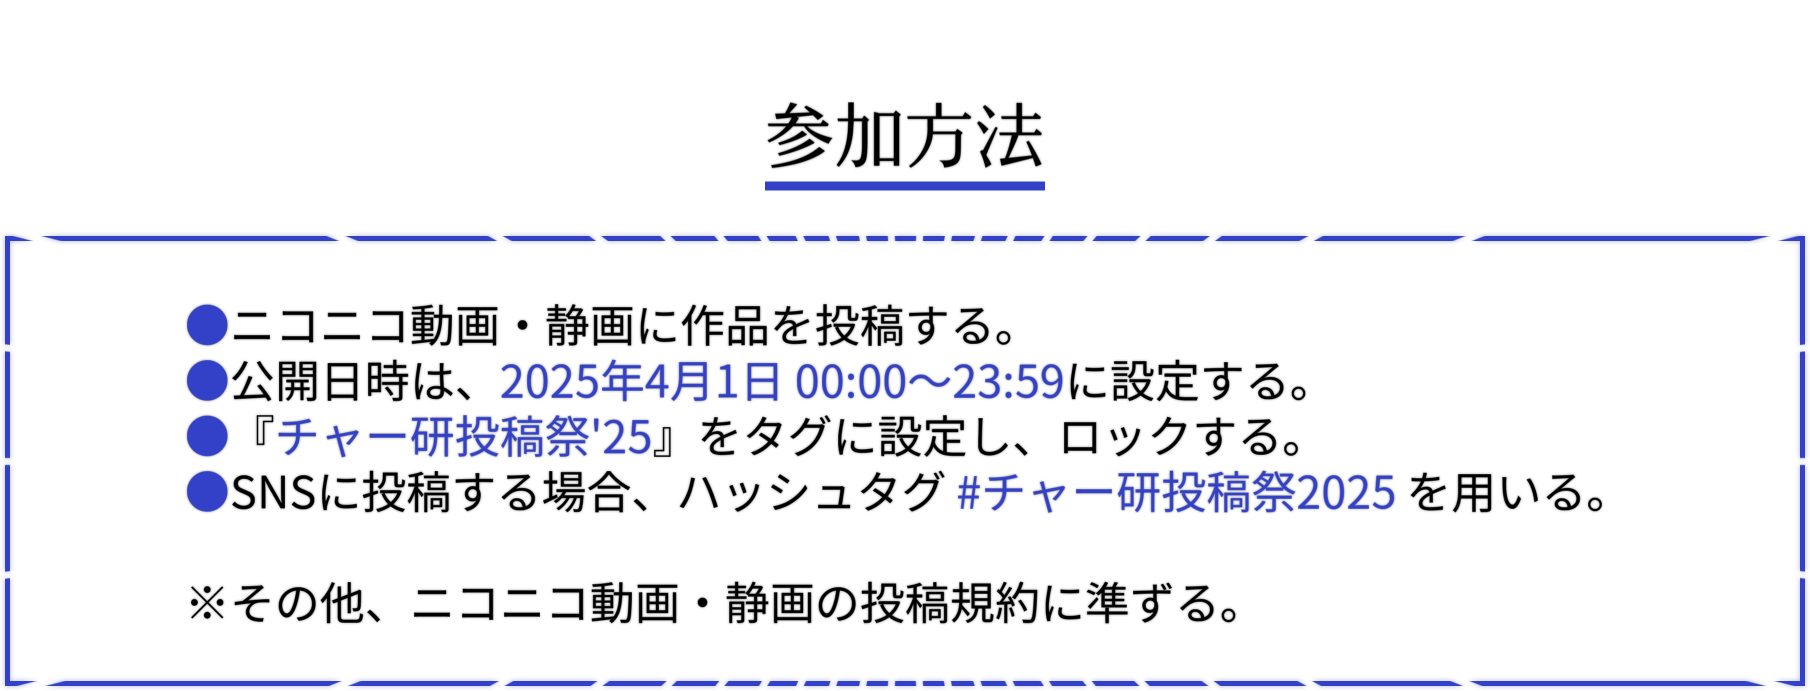 参加方法
●ニコニコ動画・静画に作品を投稿する。
●公開日時は、2025年4月1日 00:00～23:59に設定する。
●『チャー研投稿祭'25』をタグに設定し、ロックする。
●SNSに投稿する場合、ハッシュタグ #チャー研投稿祭2025 を用いる。
※その他、ニコニコ動画・静画の投稿規約に準ずる。